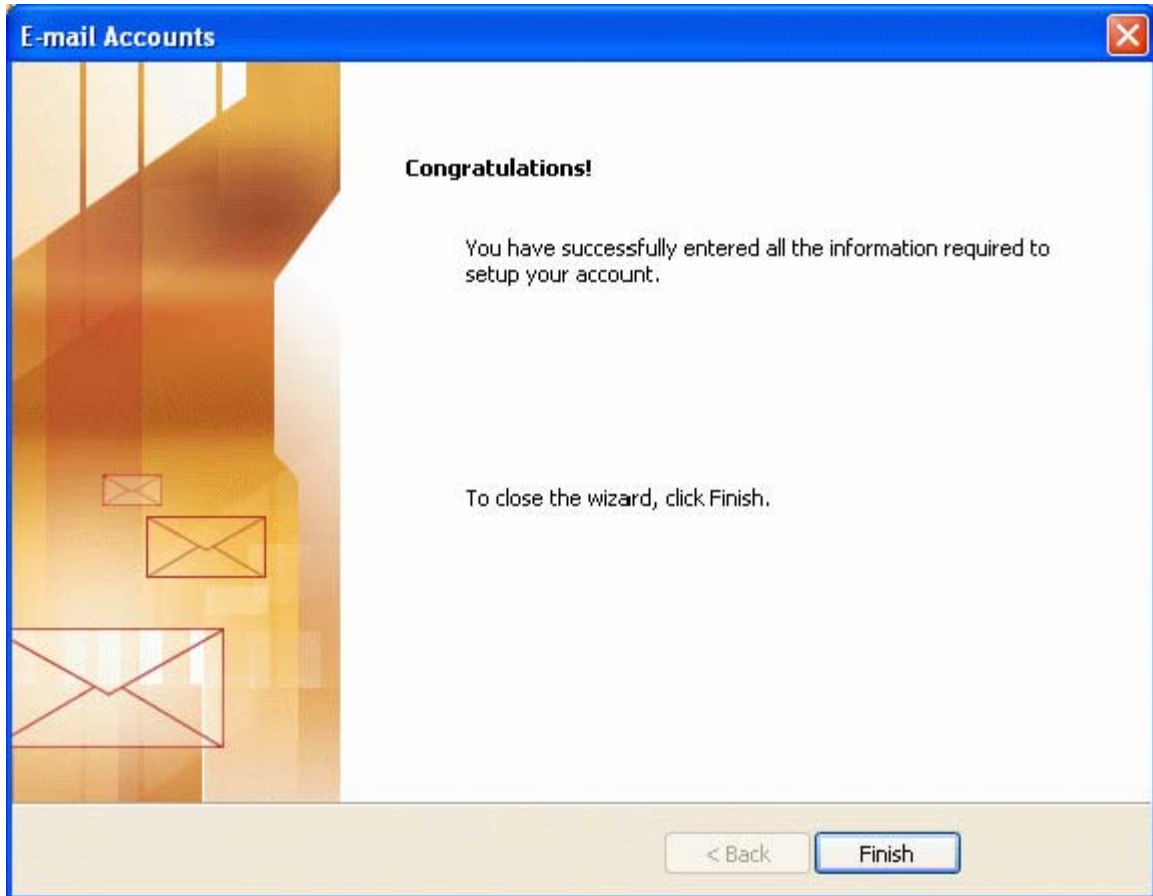 E-mail Accounts
Congratulations!
You have successfully entered all the information required to
setup your account.
To close the wizard, click Finish.
< Back
Finish